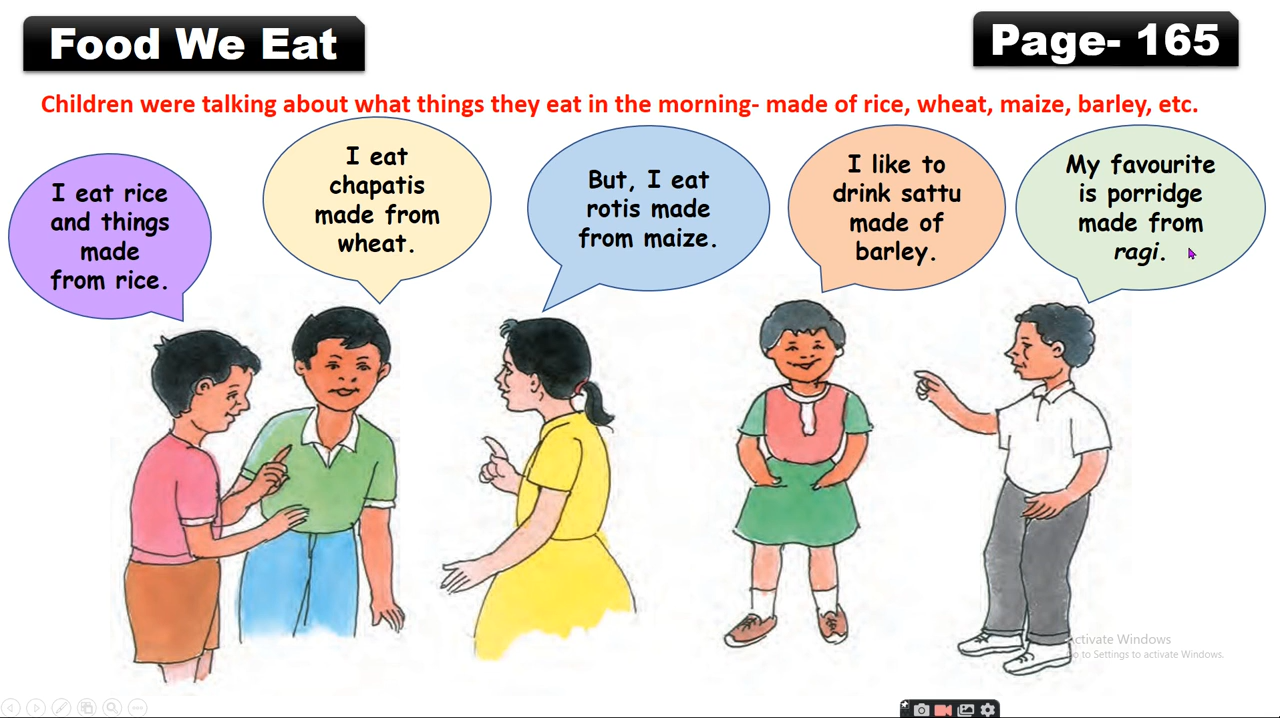 Food We Eat
Page- 165
Children were talking about what things they eat in the morning- made of rice, wheat, maize, barley, etc.
I eat rice
and things
made
from rice.
I eat
chapatis
made from
wheat.
But, I eat
rotis made
from maize.
I like to
drink sattu
made of
barley.
My favourite
is porridge
made from
ragi.
Activate Windows
Go to Settings to activate Windows.